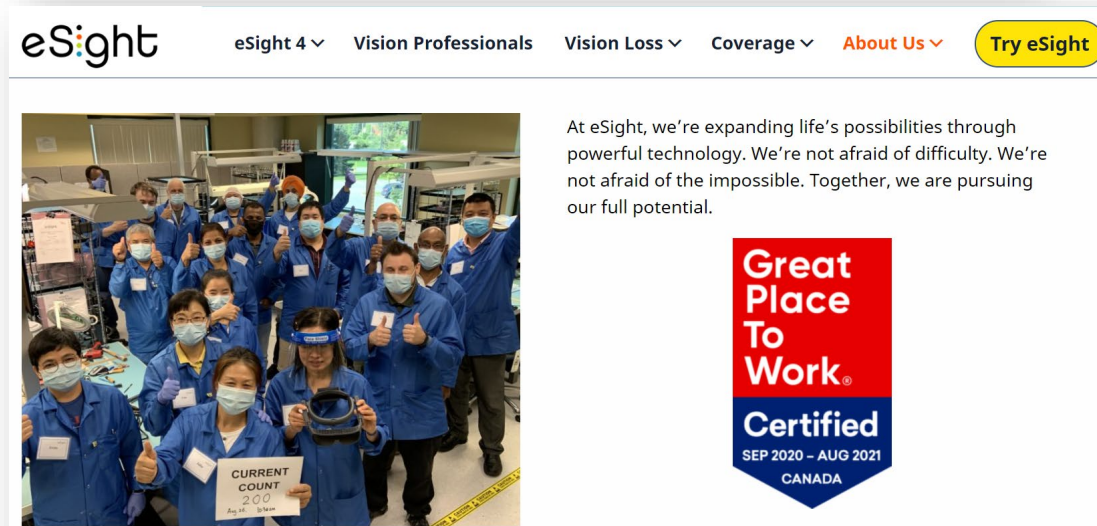 eSight
eSight 4
Vision Professionals
Vision Loss
Coverage
About Us
Try eSight
At eSight, we're expanding life's possibilities through
powerful technology. We're not afraid of difficulty. We're
not afraid of the impossible. Together, we are pursuing
our full potential.
Great
Place
To
Work®
Certified
SEP 2020 – AUG 2021
CANADA
CURRENT
COUNT
200